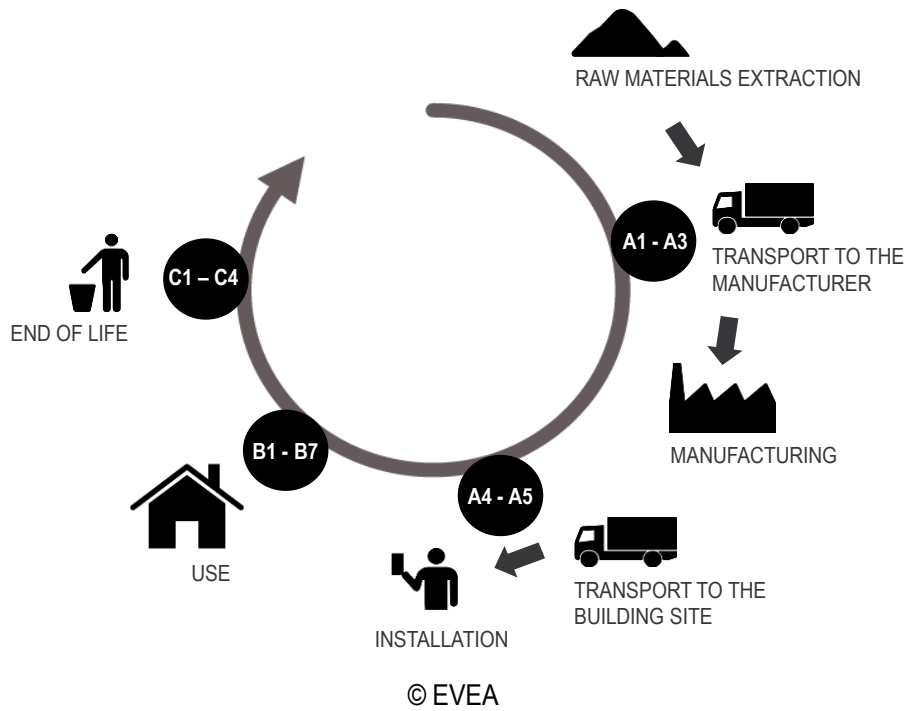 RAW MATERIALS EXTRACTION
A1 - A3
TRANSPORT TO THE
MANUFACTURER
MANUFACTURING
A4 - A5
TRANSPORT TO THE
BUILDING SITE
INSTALLATION
B1 - B7
USE
C1 – C4
END OF LIFE
© EVEA